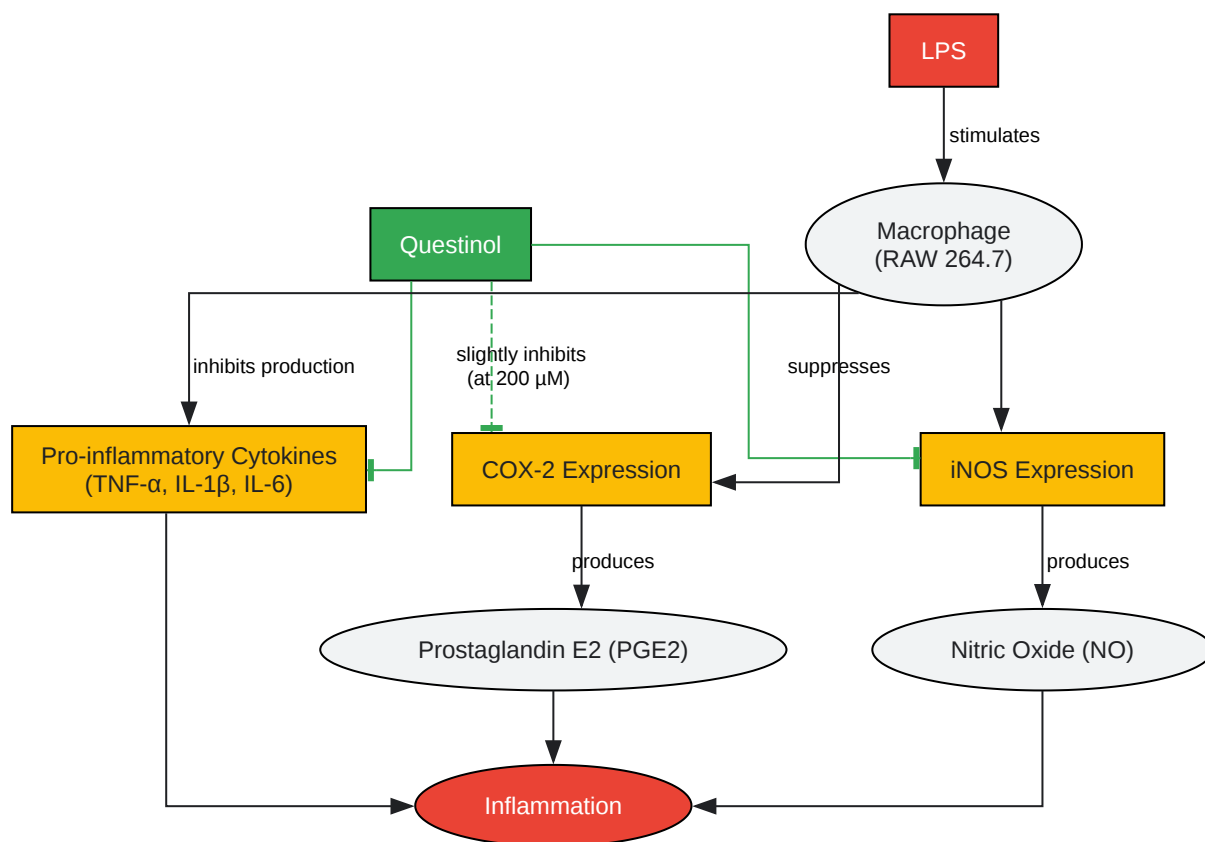 LPS
stimulates
Macrophage
(RAW 264.7)
Questinol
inhibits production
slightly inhibits
(at 200 µM)
suppresses
Pro-inflammatory Cytokines
(TNF-α, IL-1β, IL-6)
COX-2 Expression
iNOS Expression
produces
produces
Prostaglandin E2 (PGE2)
Nitric Oxide (NO)
Inflammation